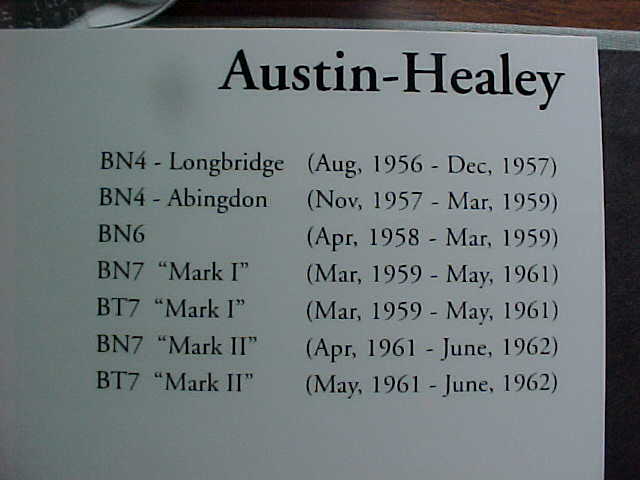 Austin-Healey
BN4 - Longbridge (Aug, 1956 - Dec, 1957)
BN4 - Abingdon (Nov, 1957 - Mar, 1959)
BN6 (Apr, 1958 - Mar, 1959)
BN7 “Mark I” (Mar, 1959 - May, 1961)
BT7 “Mark I” (Mar, 1959 - May, 1961)
BN7 “Mark II” (Apr, 1961 - June, 1962)
BT7 “Mark II” (May, 1961 - June, 1962)